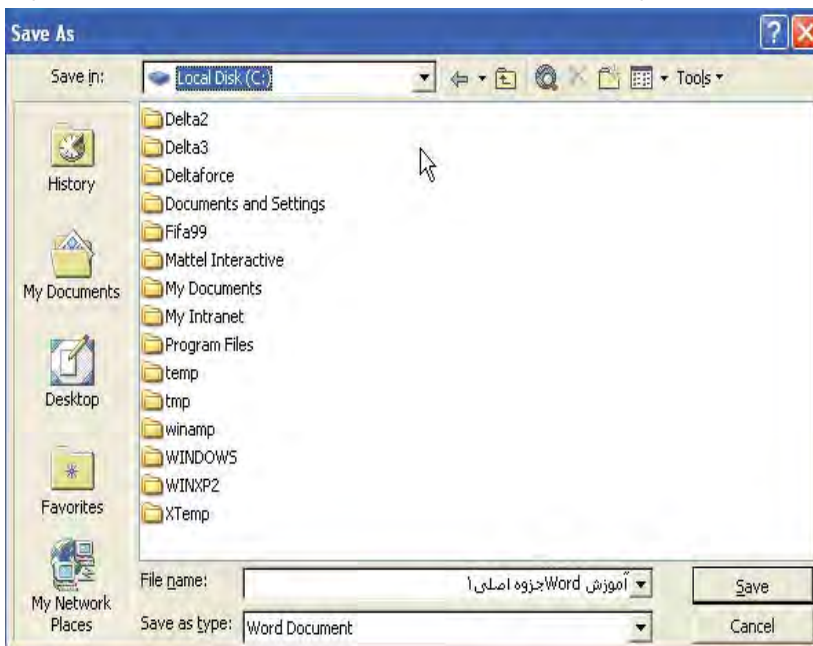 Save As
Save in:
Local Disk (C:)
Tools
History
My Documents
Desktop
Favorites
My Network
Places
Delta2
Delta3
Deltaforce
Documents and Settings
Fifa99
Mattel Interactive
My Documents
My Intranet
Program Files
temp
tmp
winamp
WINDOWS
WINXP2
XTemp
File name:
آموزش Wordجزوه اصلی۱
Save
Save as type:
Word Document
Cancel